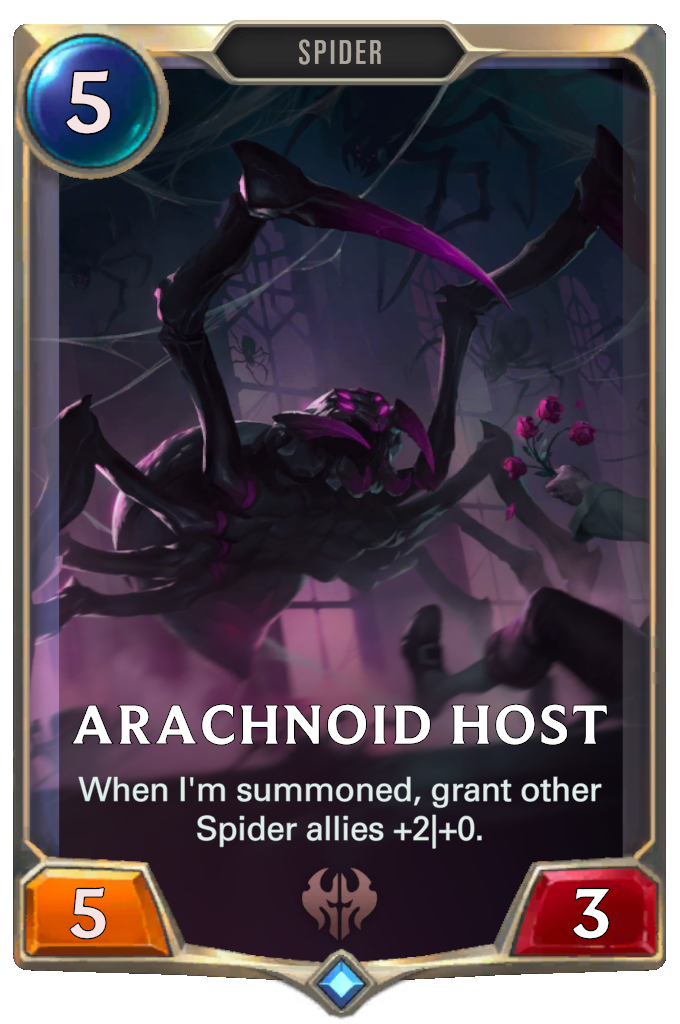 SPIDER
5
ARACHNOID HOST
When I'm summoned, grant other
Spider allies +2|+0.
5
3